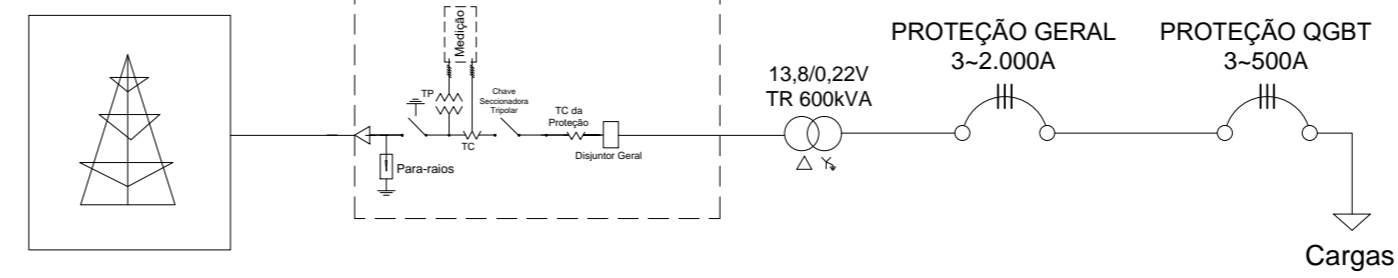 Medição
PROTEÇÃO GERAL
3~2.000A
PROTEÇÃO QGBT
3~500A
13,8/0,22V
TR 600kVA
TP
Chave
Seccionadora
Tripolar
TC da
Proteção
TC
Disjuntor Geral
Para-raios
Cargas